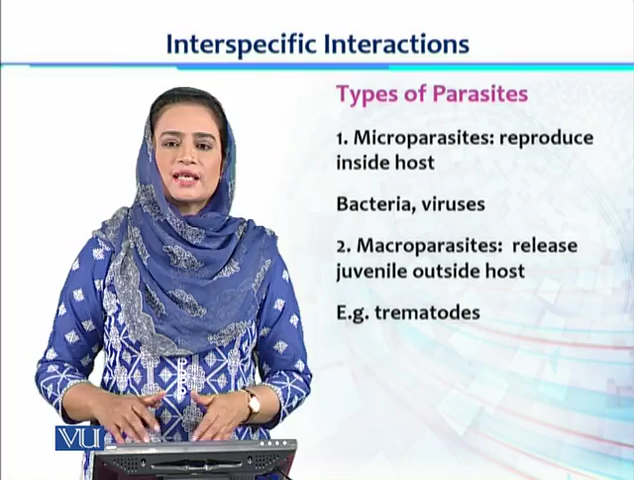 Interspecific Interactions
Types of Parasites
1. Microparasites: reproduce
inside host
Bacteria, viruses
2. Macroparasites:  release
juvenile outside host
E.g. trematodes
VU